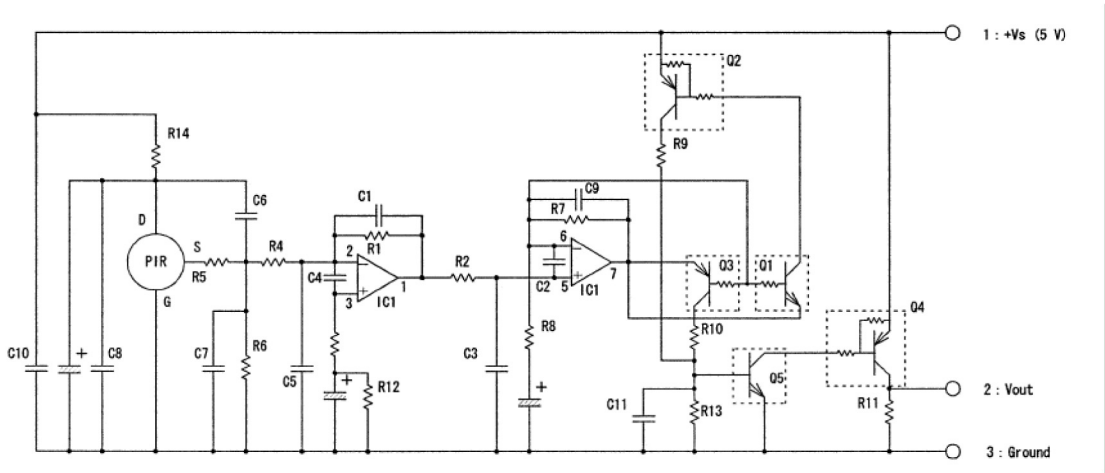 1 : +Vs (5 V)
Q2
R14
R9
C6
C1
C9
D
R7
R1
S
R4
2
6
PIR
C4
R2
Q3
Q1
R5
1
C2
7
3
IC1
5
IC1
G
R10
Q4
R8
C10
+
C8
C7
R6
C5
+
R12
C3
+
Q5
2 : Vout
C11
R13
R11
3 : Ground
-
+
-
+